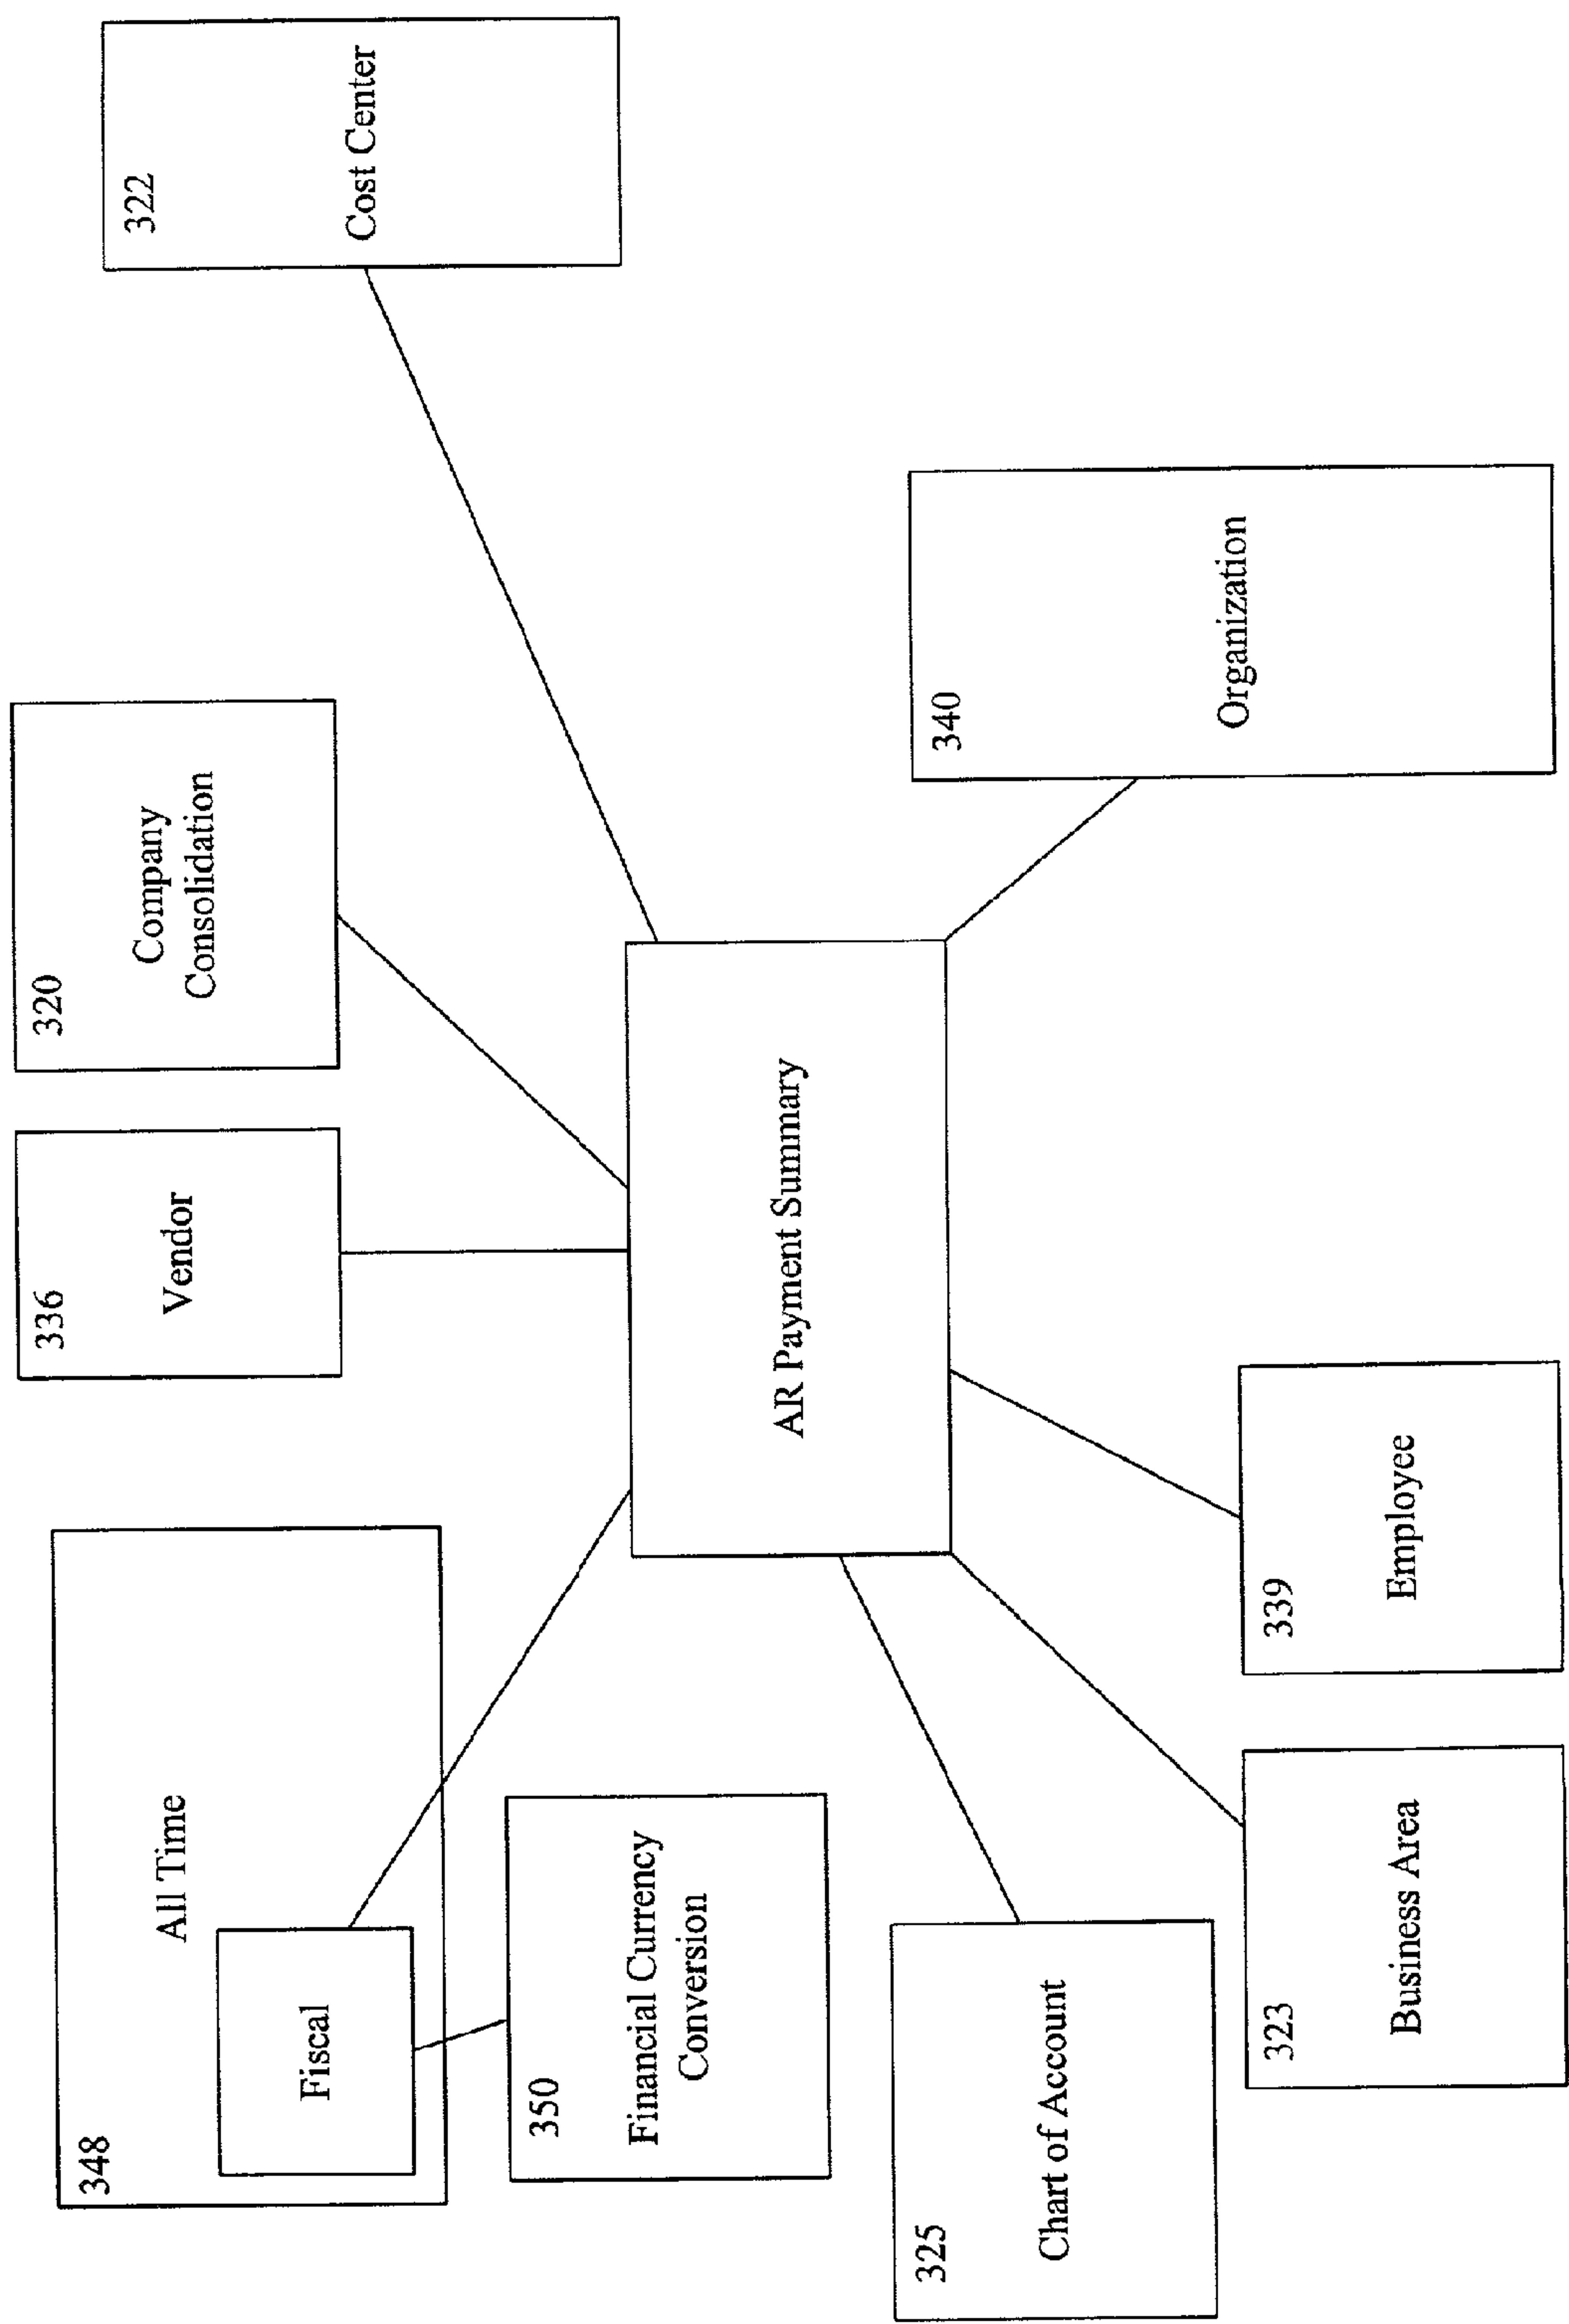 348
All Time
Fiscal
350
Financial Currency
Conversion
336
Vendor
320
Company
Consolidation
322
Cost Center
AR Payment Summary
325
Chart of Account
323
Business Area
339
Employee
340
Organization